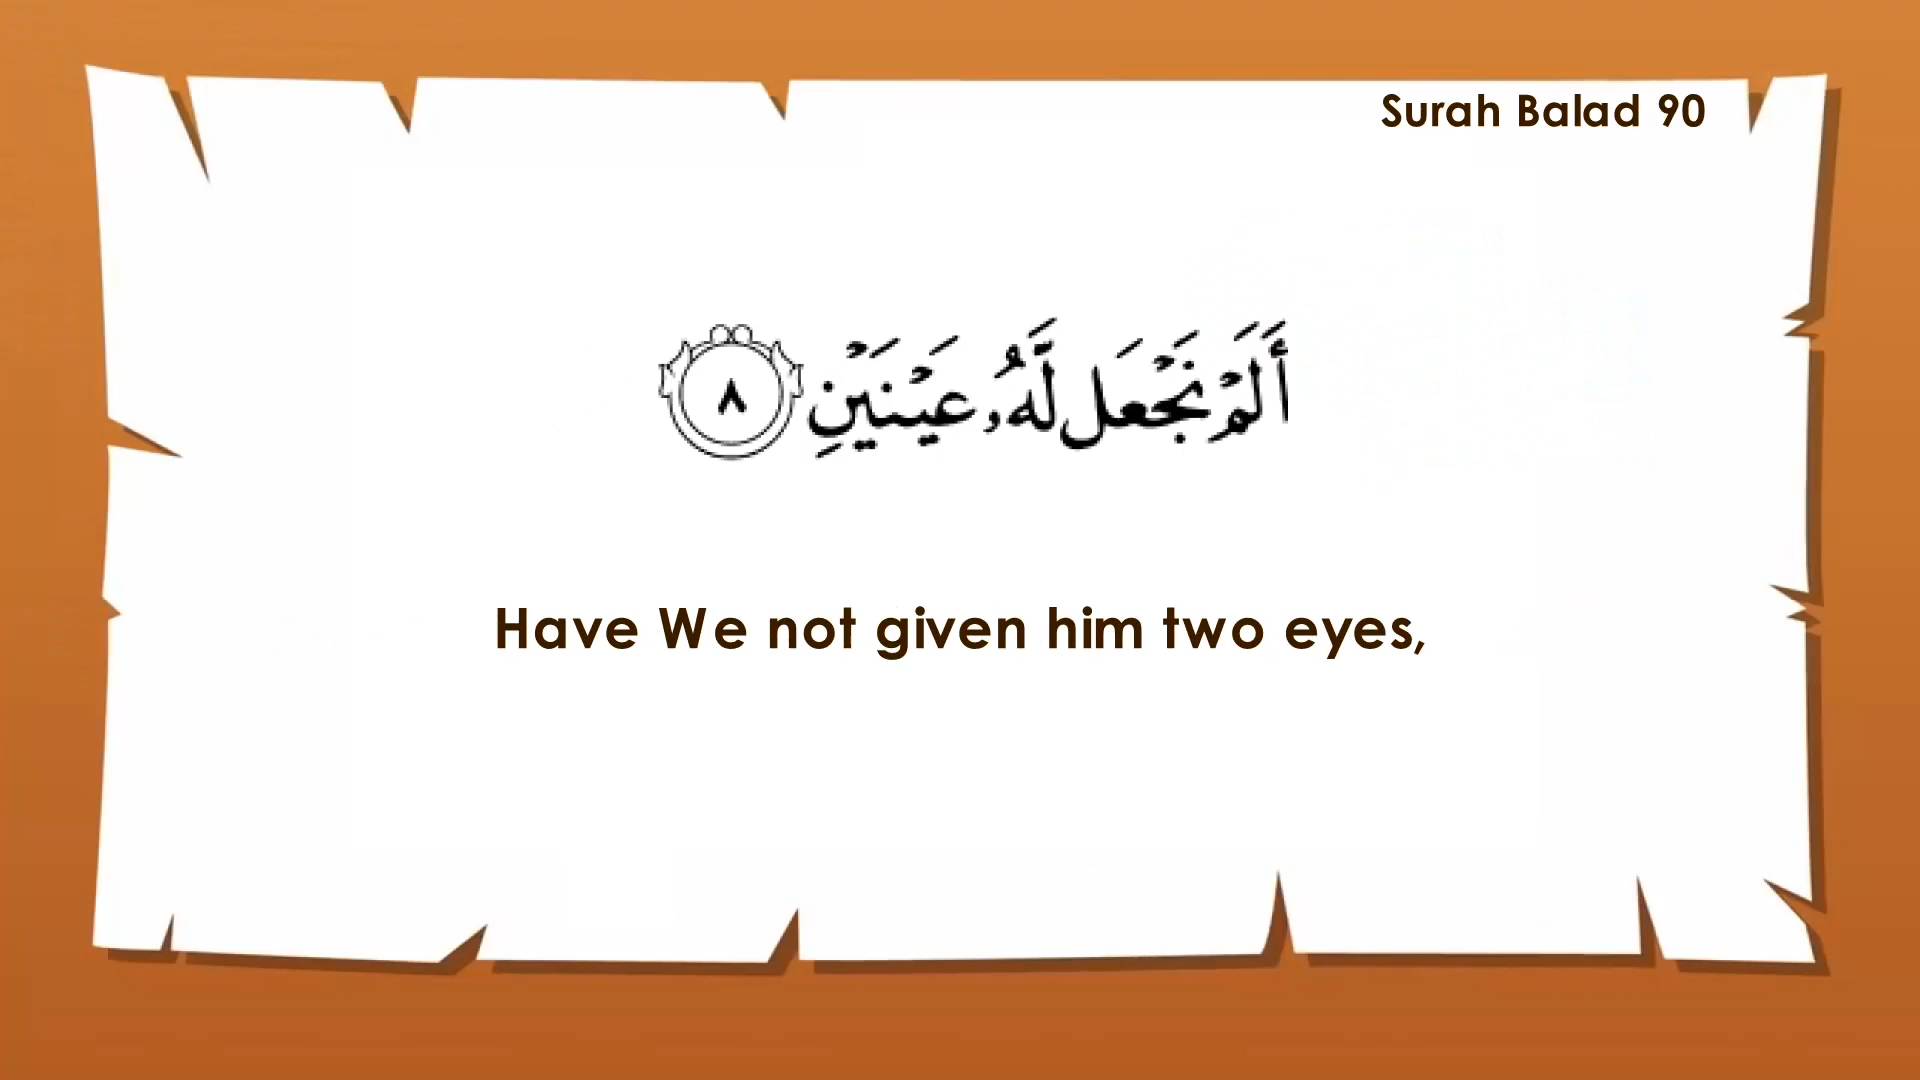 Surah Balad 90
أَلَمْ نَجْعَل لَّهُۥ عَيْنَيْنِ ٨
Have We not given him two eyes,